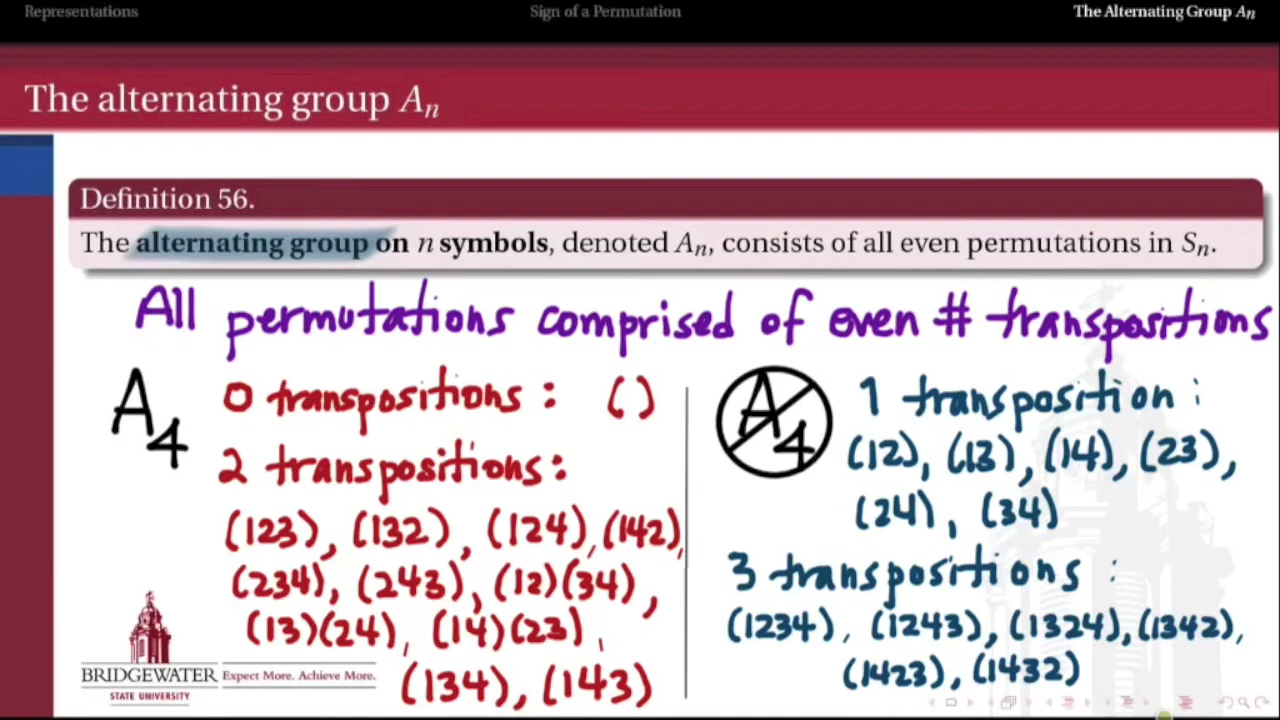 Representations
Sign of a Permutation
The Alternating Group Aₙ
The alternating group Aₙ
Definition 56.
The alternating group on n symbols, denoted Aₙ, consists of all even permutations in Sₙ.
All permutations comprised of even # transpositions
A₄
0 transpositions : ( )
2 transpositions:
(123), (132), (124), (142),
(234), (243), (12)(34),
(13)(24), (14)(23),
(134), (143)
A₄
1 transposition :
(12), (13), (14), (23),
(24), (34)
3 transpositions :
(1234), (1243), (1324), (1342),
(1423), (1432)
BRIDGEWATER
STATE UNIVERSITY
Expect More. Achieve More.